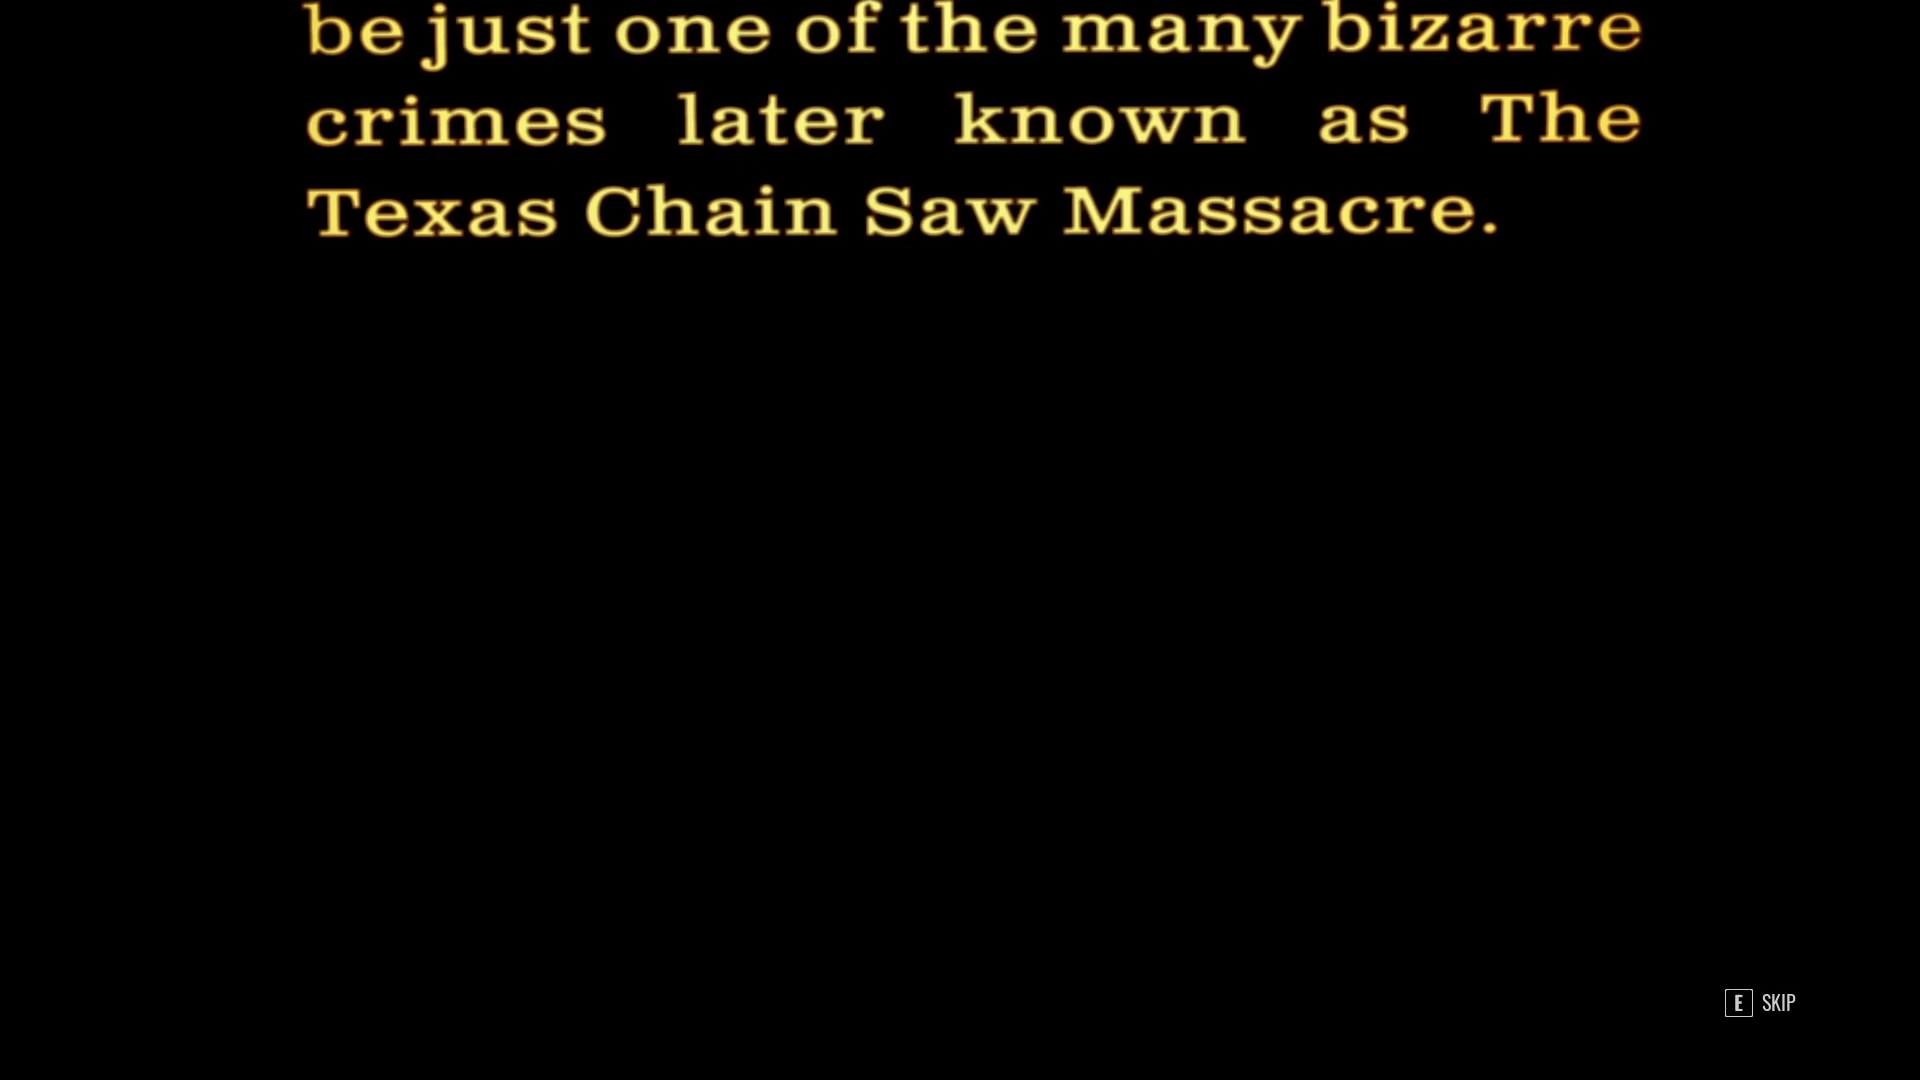 be just one of the many bizarre
crimes later known as The
Texas Chain Saw Massacre.
E SKIP